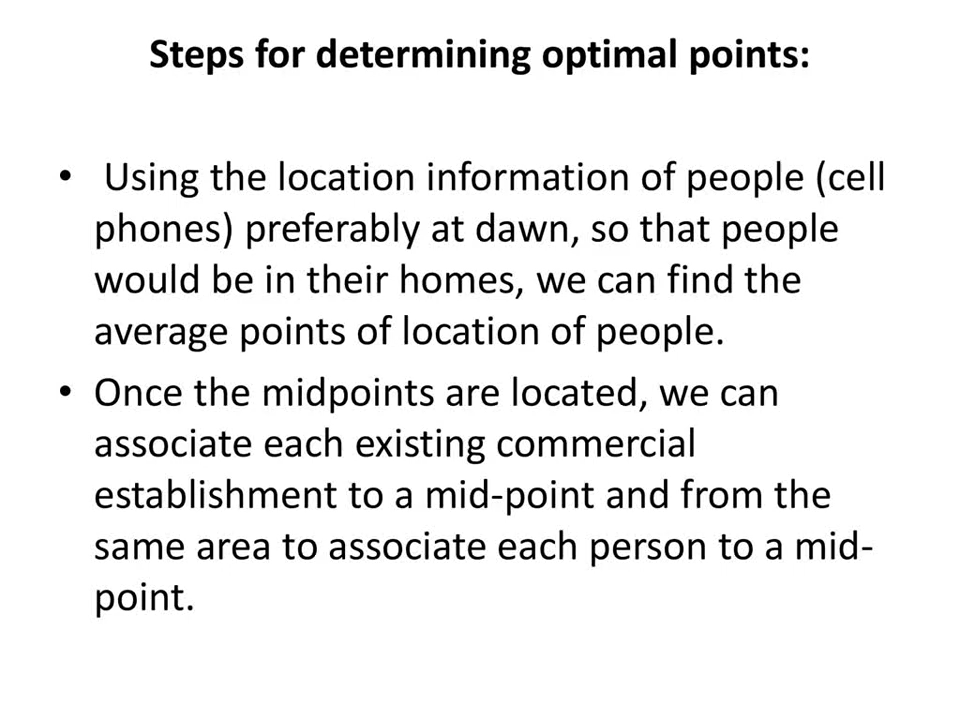 Steps for determining optimal points:
• Using the location information of people (cell
phones) preferably at dawn, so that people
would be in their homes, we can find the
average points of location of people.
• Once the midpoints are located, we can
associate each existing commercial
establishment to a mid-point and from the
same area to associate each person to a mid-
point.